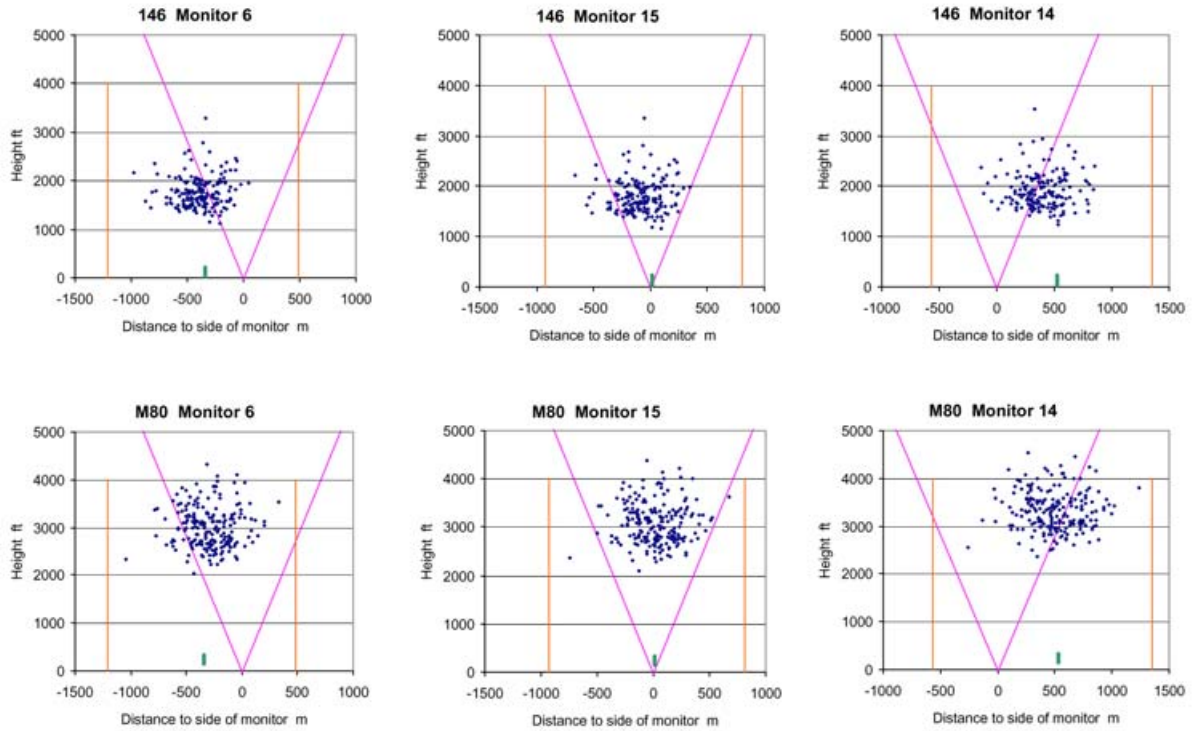 146 Monitor 6
5000
4000
3000
2000
1000
0
Height ft
-1500 -1000 -500 0 500 1000
Distance to side of monitor m
146 Monitor 15
5000
4000
3000
2000
1000
0
Height ft
-1500 -1000 -500 0 500 1000
Distance to side of monitor m
146 Monitor 14
5000
4000
3000
2000
1000
0
Height ft
-1000 -500 0 500 1000 1500
Distance to side of monitor m
M80 Monitor 6
5000
4000
3000
2000
1000
0
Height ft
-1500 -1000 -500 0 500 1000
Distance to side of monitor m
M80 Monitor 15
5000
4000
3000
2000
1000
0
Height ft
-1500 -1000 -500 0 500 1000
Distance to side of monitor m
M80 Monitor 14
5000
4000
3000
2000
1000
0
Height ft
-1000 -500 0 500 1000 1500
Distance to side of monitor m